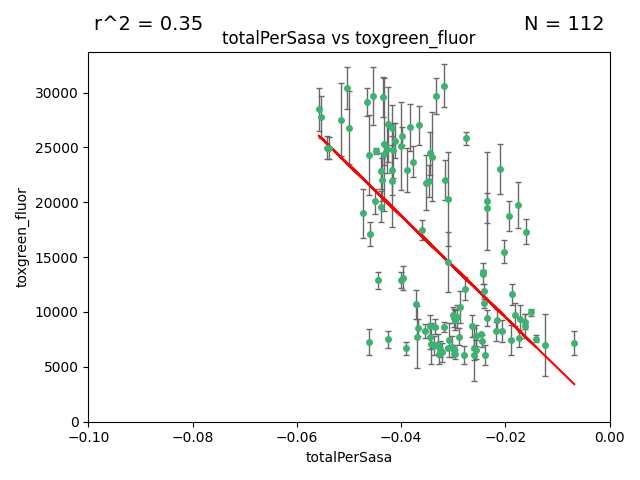 r^2 = 0.35 N = 112
totalPerSasa vs toxgreen_fluor
30000
25000
20000
15000
10000
5000
0
toxgreen_fluor
−0.10 −0.08 −0.06 −0.04 −0.02 0.00
totalPerSasa